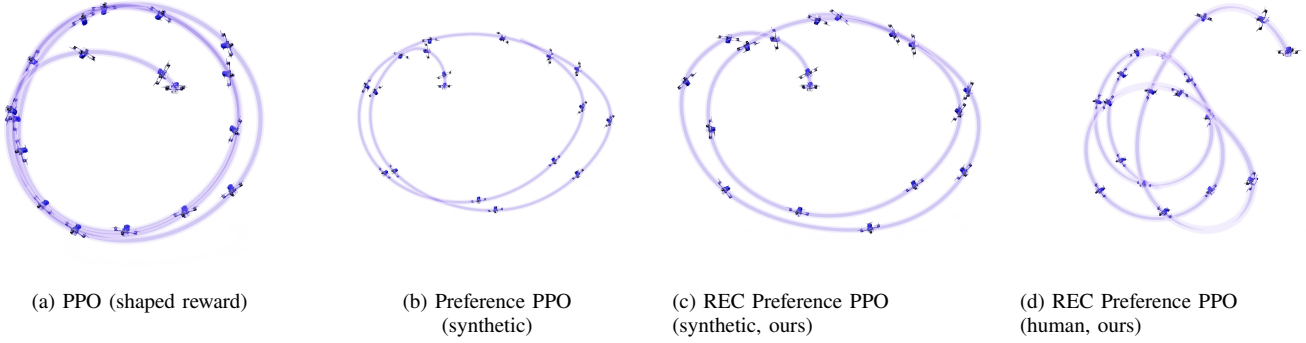 (a) PPO (shaped reward)
(b) Preference PPO
(synthetic)
(c) REC Preference PPO
(synthetic, ours)
(d) REC Preference PPO
(human, ours)